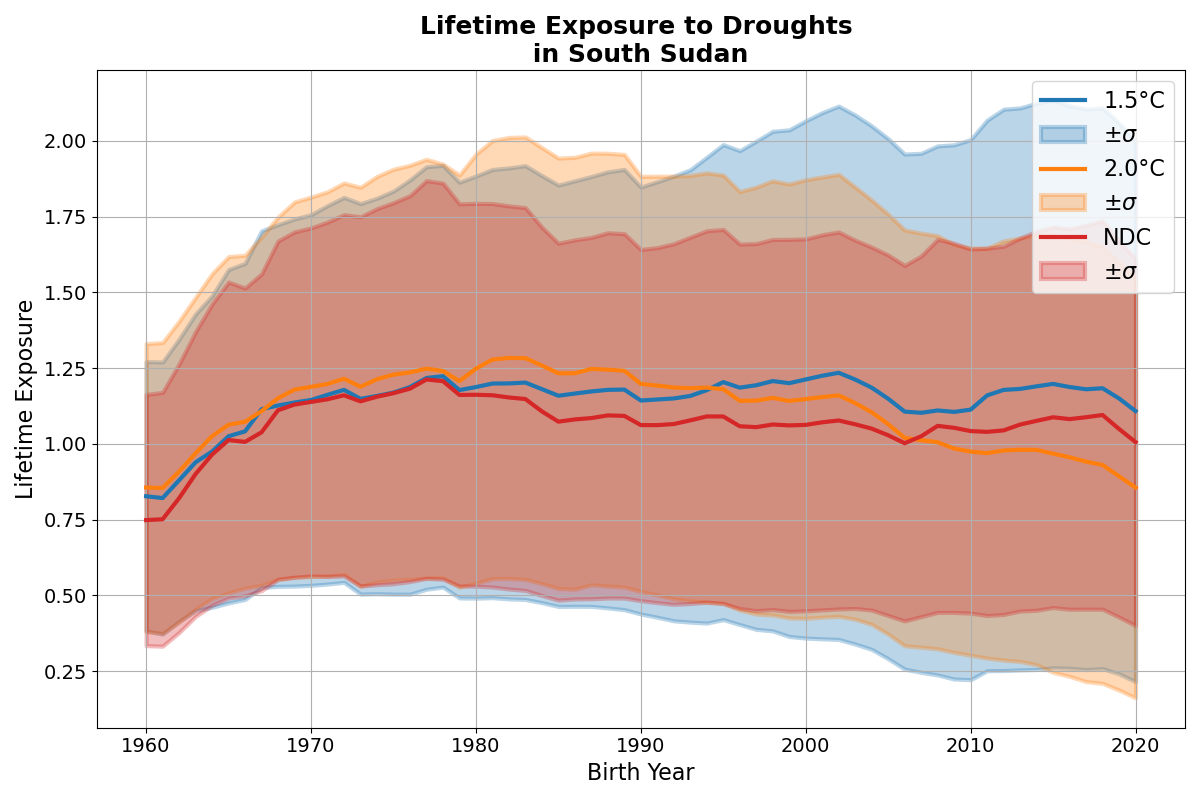 Lifetime Exposure to Droughts
in South Sudan
1.5°C
±σ
2.0°C
±σ
NDC
±σ
Lifetime Exposure
2.00
1.75
1.50
1.25
1.00
0.75
0.50
0.25
1960
1970
1980
1990
2000
2010
2020
Birth Year